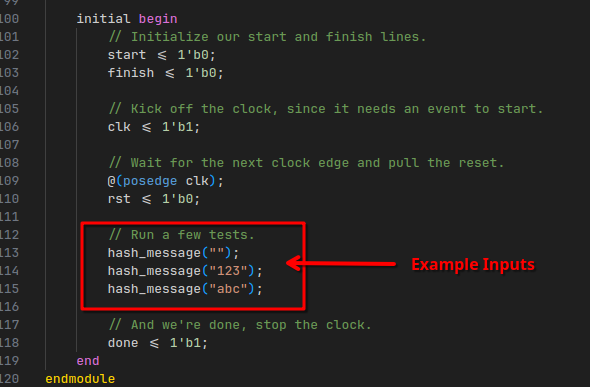 99
100 initial begin
101 // Initialize our start and finish lines.
102 start <= 1'b0;
103 finish <= 1'b0;
104
105 // Kick off the clock, since it needs an event to start.
106 clk <= 1'b1;
107
108 // Wait for the next clock edge and pull the reset.
109 @(posedge clk);
110 rst <= 1'b0;
111
112 // Run a few tests.
113 hash_message("");
114 hash_message("123");
115 hash_message("abc");
Example Inputs
116
117 // And we're done, stop the clock.
118 done <= 1'b1;
119 end
120 endmodule